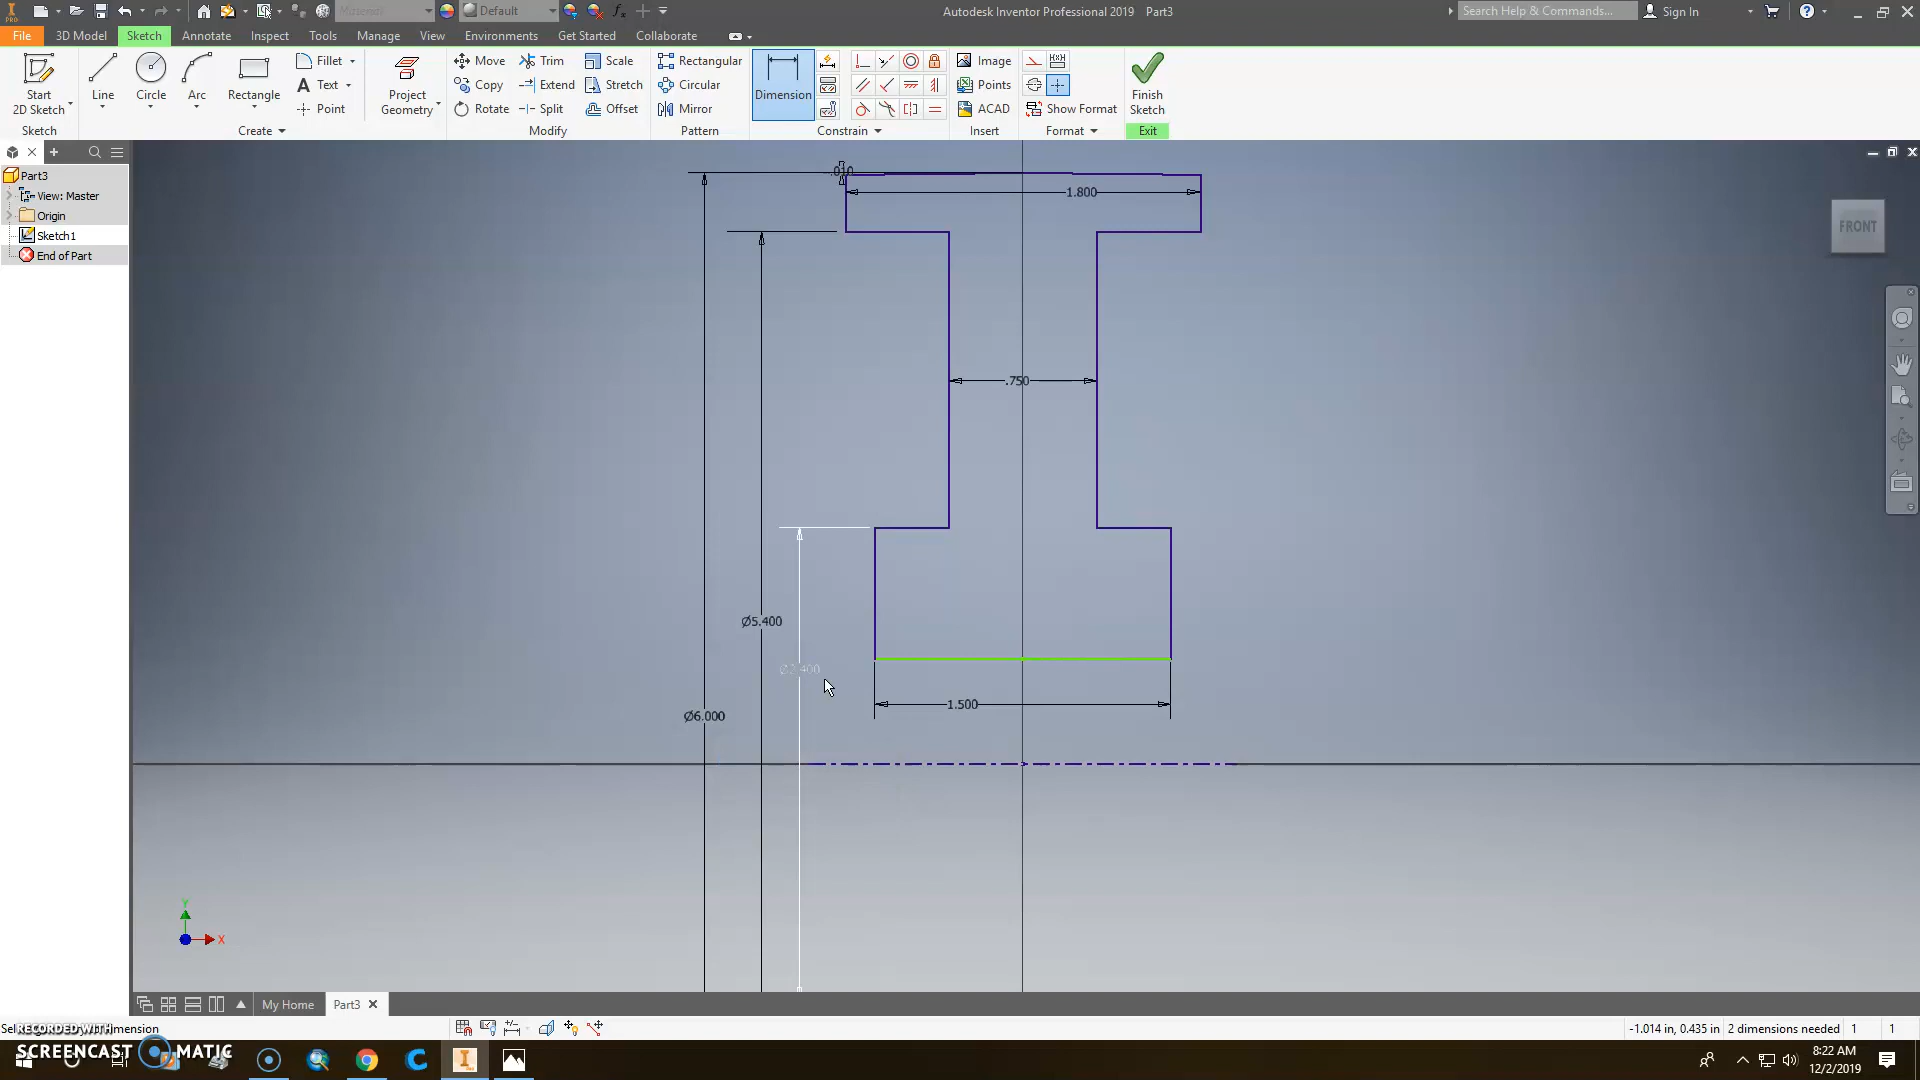 Materials Default fx Autodesk Inventor Professional 2019 Part3 Search Help & Commands... Sign In
File 3D Model Sketch Annotate Inspect Tools Manage View Environments Get Started Collaborate
Start 2D Sketch
Line
Circle
Arc
Rectangle
Fillet
Text
Point
Project Geometry
Move
Copy
Rotate
Trim
Extend
Split
Scale
Stretch
Offset
Rectangular
Circular
Mirror
Dimension
Image
Points
ACAD
Show Format
Finish Sketch
Sketch Create Modify Pattern Constrain Insert Format Exit
Part3
View: Master
Origin
Sketch1
End of Part
.010
1.800
FRONT
.750
Ø5.400
Ø2.400
1.500
Ø6.000
Y
X
My Home Part3
RECORDED WITH
SCREENCAST MATIC
-1.014 in, 0.435 in 2 dimensions needed 1 1
8:22 AM
12/2/2019